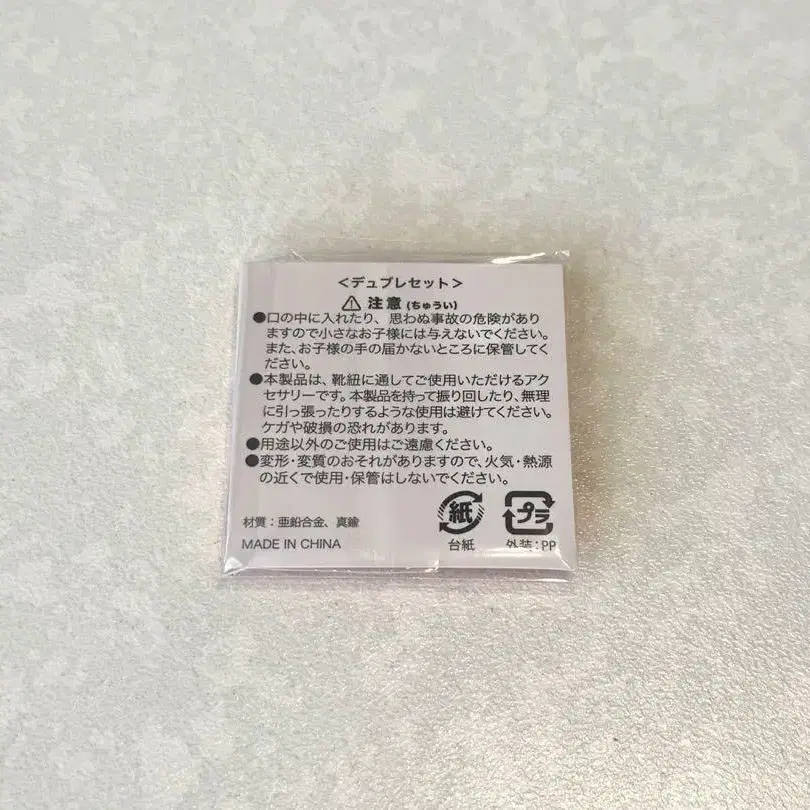 ＜デュブレセット＞
⚠ 注意 (ちゅうい)
●口の中に入れたり、思わぬ事故の危険があり
ますので小さなお子様には与えないでください。
また、お子様の手の届かないところに保管してく
ださい。
●本製品は、靴紐に通してご使用いただけるアク
セサリーです。本製品を持って振り回したり、無理
に引っ張ったりするような使用は避けてください。
ケガや破損の恐れがあります。
●用途以外のご使用はご遠慮ください。
●変形・変質のおそれがありますので、火気・熱源
の近くで使用・保管はしないでください。
材質：亜鉛合金、真鍮
MADE IN CHINA
紙
台紙
プラ
外装：PP